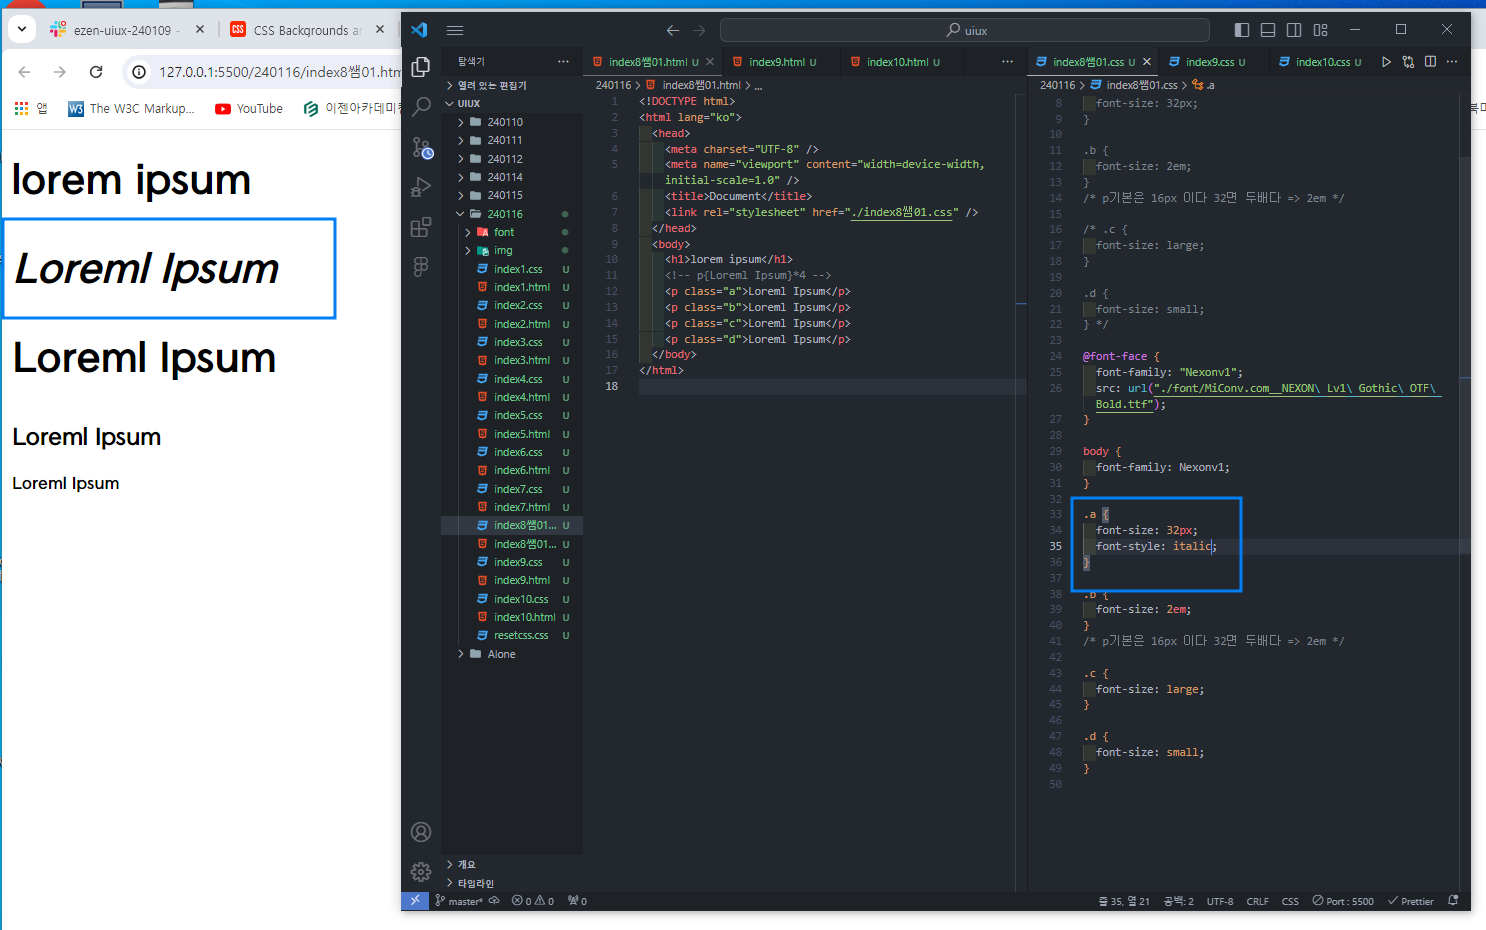 ezen-uiux-240109 -
CSS Backgrounds a
127.0.0.1:5500/240116/index8쌤01.htm
앱
The W3C Markup...
YouTube
이젠아카데미
lorem ipsum
Loreml Ipsum
Loreml Ipsum
Loreml Ipsum
Loreml Ipsum
uiux
탐색기
열려 있는 편집기
UIUX
240110
240111
240112
240114
240115
240116
font
img
index1.css U
index1.html U
index2.css U
index2.html U
index3.css U
index3.html U
index4.css U
index4.html U
index5.css U
index5.html U
index6.css U
index6.html U
index7.css U
index7.html U
index8쌤01... U
index8쌤01... U
index9.css U
index9.html U
index10.css U
index10.html U
resetcss.css U
Alone
개요
타임라인
index8쌤01.html U
index9.html U
index10.html U
240116 > index8쌤01.html > ...
1 <!DOCTYPE html>
2 <html lang="ko">
3 <head>
4 <meta charset="UTF-8" />
5 <meta name="viewport" content="width=device-width,
initial-scale=1.0" />
6 <title>Document</title>
7 <link rel="stylesheet" href="./index8쌤01.css" />
8 </head>
9 <body>
10 <h1>lorem ipsum</h1>
11 <!-- p{Loreml Ipsum}*4 -->
12 <p class="a">Loreml Ipsum</p>
13 <p class="b">Loreml Ipsum</p>
14 <p class="c">Loreml Ipsum</p>
15 <p class="d">Loreml Ipsum</p>
16 </body>
17 </html>
18
index8쌤01.css U
index9.css U
index10.css U
240116 > index8쌤01.css > .a
8 font-size: 32px;
9 }
10
11 .b {
12 font-size: 2em;
13 }
14 /* p기본은 16px 이다 32면 두배다 => 2em */
15
16 /* .c {
17 font-size: large;
18 }
19
20 .d {
21 font-size: small;
22 } */
23
24 @font-face {
25 font-family: "Nexonv1";
26 src: url("./font/MiConv.com__NEXON\ Lv1\ Gothic\ OTF\
Bold.ttf");
27 }
28
29 body {
30 font-family: Nexonv1;
31 }
32
33 .a {
34 font-size: 32px;
35 font-style: italic;
36 }
37
38 .b {
39 font-size: 2em;
40 }
41 /* p기본은 16px 이다 32면 두배다 => 2em */
42
43 .c {
44 font-size: large;
45 }
46
47 .d {
48 font-size: small;
49 }
50
master*
0 0
0
줄 35, 열 21
공백: 2
UTF-8
CRLF
CSS
Port : 5500
Prettier